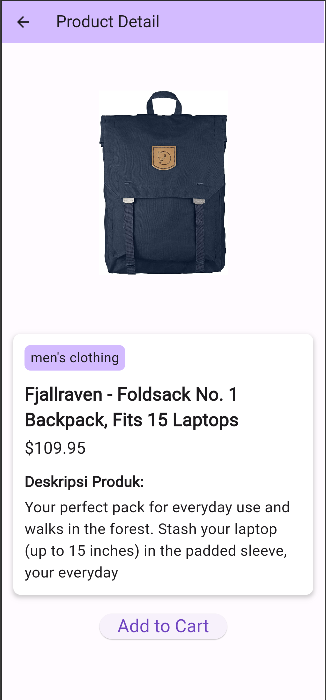 Product Detail
men's clothing
Fjallraven - Foldsack No. 1
Backpack, Fits 15 Laptops
$109.95
Deskripsi Produk:
Your perfect pack for everyday use and
walks in the forest. Stash your laptop
(up to 15 inches) in the padded sleeve,
your everyday
Add to Cart